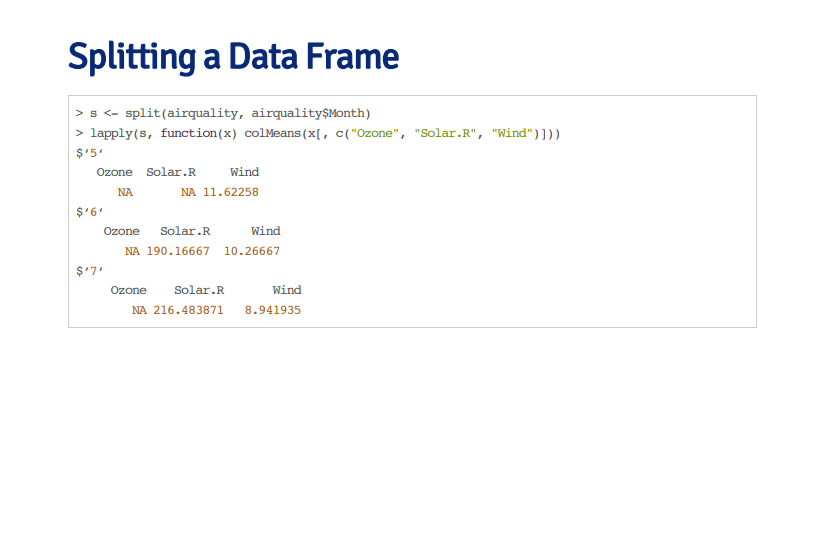 Splitting a Data Frame
> s <- split(airquality, airquality$Month)
> lapply(s, function(x) colMeans(x[, c("Ozone", "Solar.R", "Wind")]))
$‘5‘
Ozone Solar.R Wind
NA NA 11.62258
$‘6‘
Ozone Solar.R Wind
NA 190.16667 10.26667
$‘7‘
Ozone Solar.R Wind
NA 216.483871 8.941935